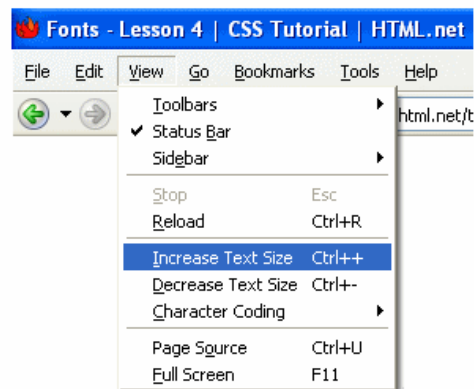 Fonts - Lesson 4 | CSS Tutorial | HTML.net
File Edit View Go Bookmarks Tools Help
html.net/t
Toolbars
Status Bar
Sidebar
Stop Esc
Reload Ctrl+R
Increase Text Size Ctrl++
Decrease Text Size Ctrl+-
Character Coding
Page Source Ctrl+U
Full Screen F11